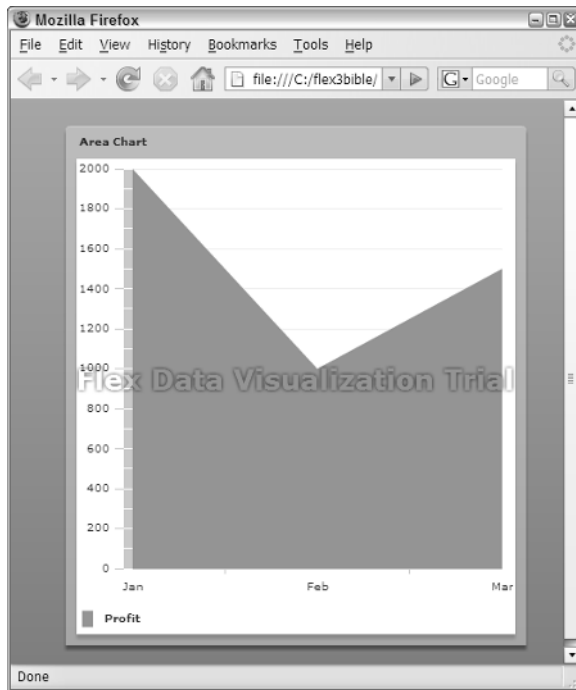 Mozilla Firefox
File Edit View History Bookmarks Tools Help
file:///C:/flex3bible/ G Google
Area Chart
2000
1800
1600
1400
1200
1000
Flex Data Visualization Trial
800
600
400
200
0
Jan Feb Mar
Profit
Done